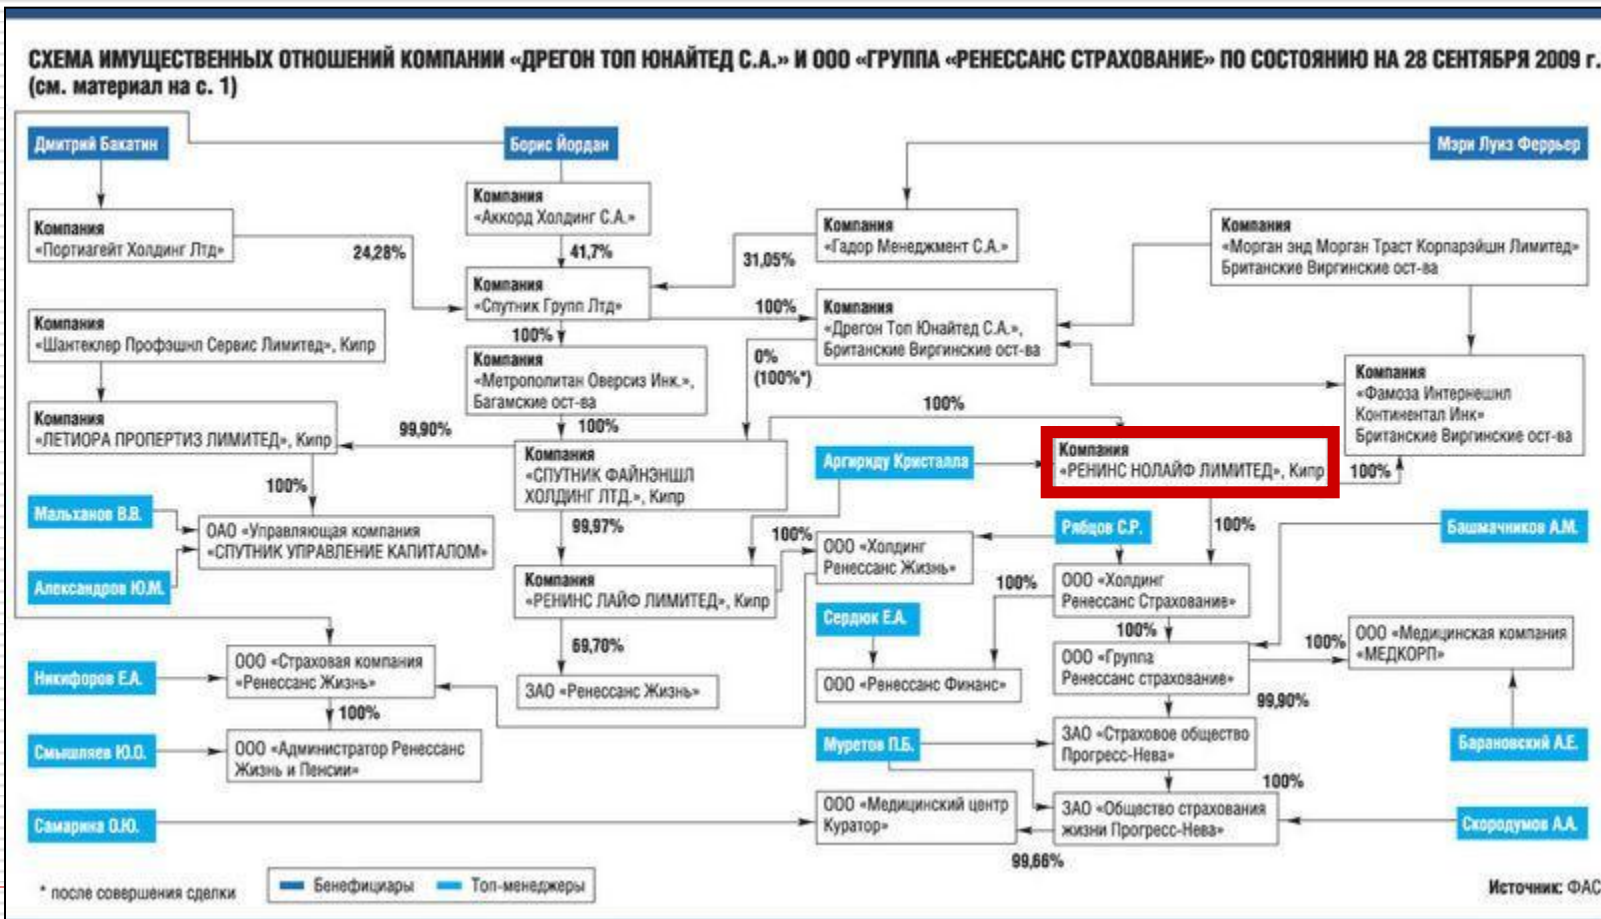 СХЕМА ИМУЩЕСТВЕННЫХ ОТНОШЕНИЙ КОМПАНИИ «ДРЕГОН ТОП ЮНАЙТЕД С.А.» И ООО «ГРУППА «РЕНЕССАНС СТРАХОВАНИЕ» ПО СОСТОЯНИЮ НА 28 СЕНТЯБРЯ 2009 г.
(см. материал на с. 1)
Дмитрий Бакатин
Борис Йордан
Мэри Луиз Феррьер
Компания
«Аккорд Холдинг С.А.»
Компания
«Портиагейт Холдинг Лтд»
Компания
«Гадор Менеджмент С.А.»
Компания
«Морган энд Морган Траст Корпарэйшн Лимитед»
Британские Виргинские ост-ва
24,28%
41,7%
31,05%
Компания
«Спутник Групп Лтд»
100%
Компания
«Дрегон Топ Юнайтед С.А.»,
Британские Виргинские ост-ва
Компания
«Шантеклер Профэшнл Сервис Лимитед», Кипр
100%
0%
(100%*)
Компания
«Метрополитан Оверсиз Инк.»,
Багамские ост-ва
Компания
«Фамоза Интернешнл
Континентал Инк»
Британские Виргинские ост-ва
Компания
«ЛЕТИОРА ПРОПЕРТИЗ ЛИМИТЕД», Кипр
99,90%
100%
100%
Компания
«СПУТНИК ФАЙНЭНШЛ
ХОЛДИНГ ЛТД.», Кипр
Аргириду Кристалла
Компания
«РЕНИНС НОЛАЙФ ЛИМИТЕД», Кипр
100%
100%
Мальханов В.В.
ОАО «Управляющая компания
«СПУТНИК УПРАВЛЕНИЕ КАПИТАЛОМ»
99,97%
100%
Рябцов С.Р.
100%
Башмачников А.М.
ООО «Холдинг
Ренессанс Жизнь»
Александров Ю.М.
Компания
«РЕНИНС ЛАЙФ ЛИМИТЕД», Кипр
100%
ООО «Холдинг
Ренессанс Страхование»
Сердюк Е.А.
100%
69,70%
100%
ООО «Медицинская компания
«МЕДКОРП»
Никифоров Е.А.
ООО «Страховая компания
«Ренессанс Жизнь»
ЗАО «Ренессанс Жизнь»
ООО «Ренессанс Финанс»
ООО «Группа
Ренессанс страхование»
100%
99,90%
Смышляев Ю.О.
ООО «Администратор Ренессанс
Жизнь и Пенсии»
Муретов П.Б.
ЗАО «Страховое общество
Прогресс-Нева»
Барановский А.Е.
100%
Самарина О.Ю.
ООО «Медицинский центр
Куратор»
ЗАО «Общество страхования
жизни Прогресс-Нева»
Скородумов А.А.
99,66%
* после совершения сделки
Бенефициары
Топ-менеджеры
Источник: ФАС